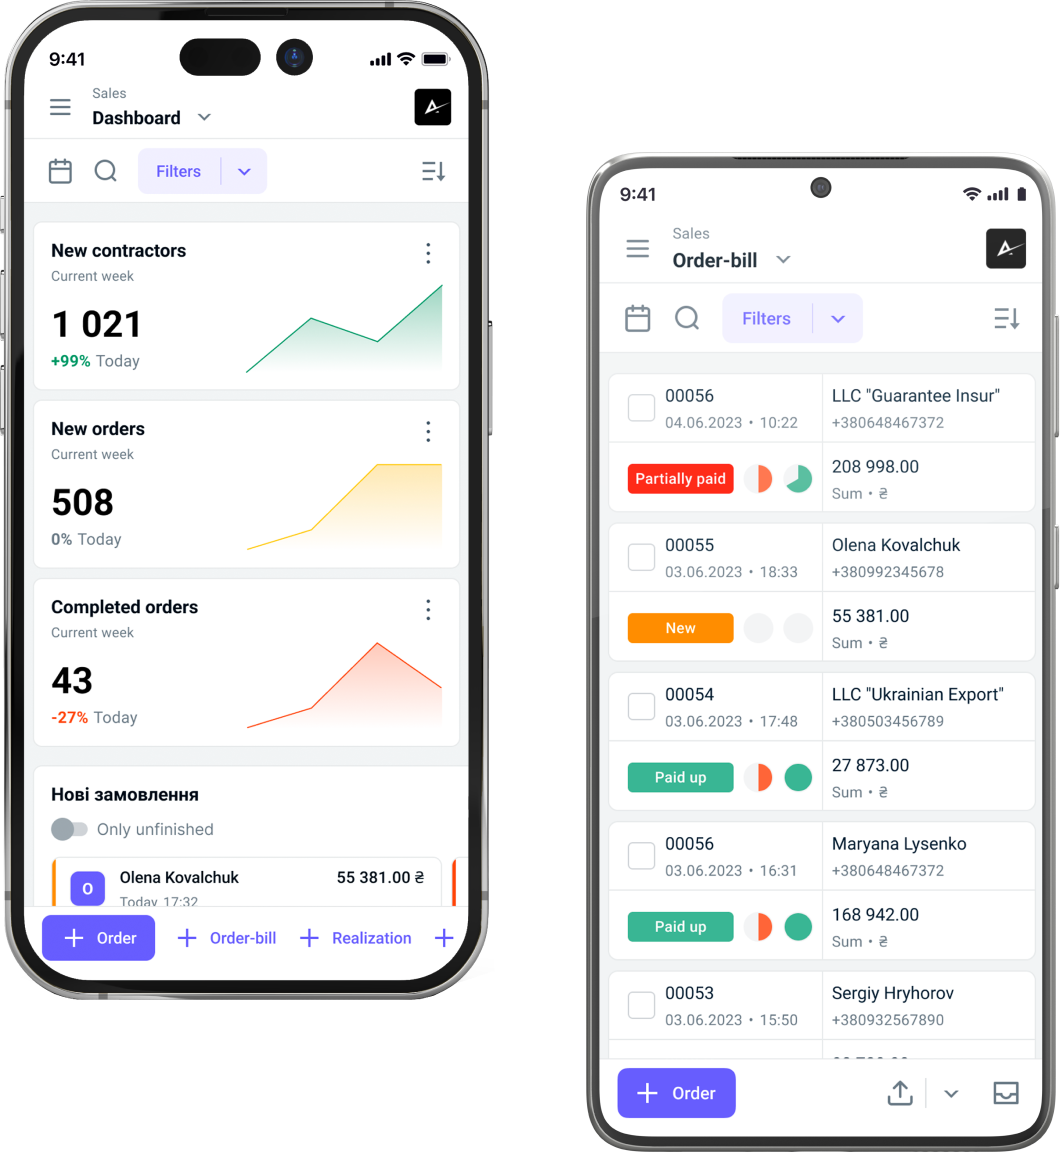 9:41
Sales
Dashboard
Filters
New contractors
Current week
1 021
+99% Today
New orders
Current week
508
0% Today
Completed orders
Current week
43
-27% Today
Нові замовлення
Only unfinished
O
Olena Kovalchuk
55 381.00 ₴
Today 17:32
Order
Order-bill
Realization
9:41
Sales
Order-bill
Filters
00056
LLC "Guarantee Insur"
04.06.2023 • 10:22
+380648467372
Partially paid
208 998.00
Sum • ₴
00055
Olena Kovalchuk
03.06.2023 • 18:33
+380992345678
New
55 381.00
Sum • ₴
00054
LLC "Ukrainian Export"
03.06.2023 • 17:48
+380503456789
Paid up
27 873.00
Sum • ₴
00056
Maryana Lysenko
03.06.2023 • 16:31
+380648467372
Paid up
168 942.00
Sum • ₴
00053
Sergiy Hryhorov
03.06.2023 • 15:50
+380932567890
Order